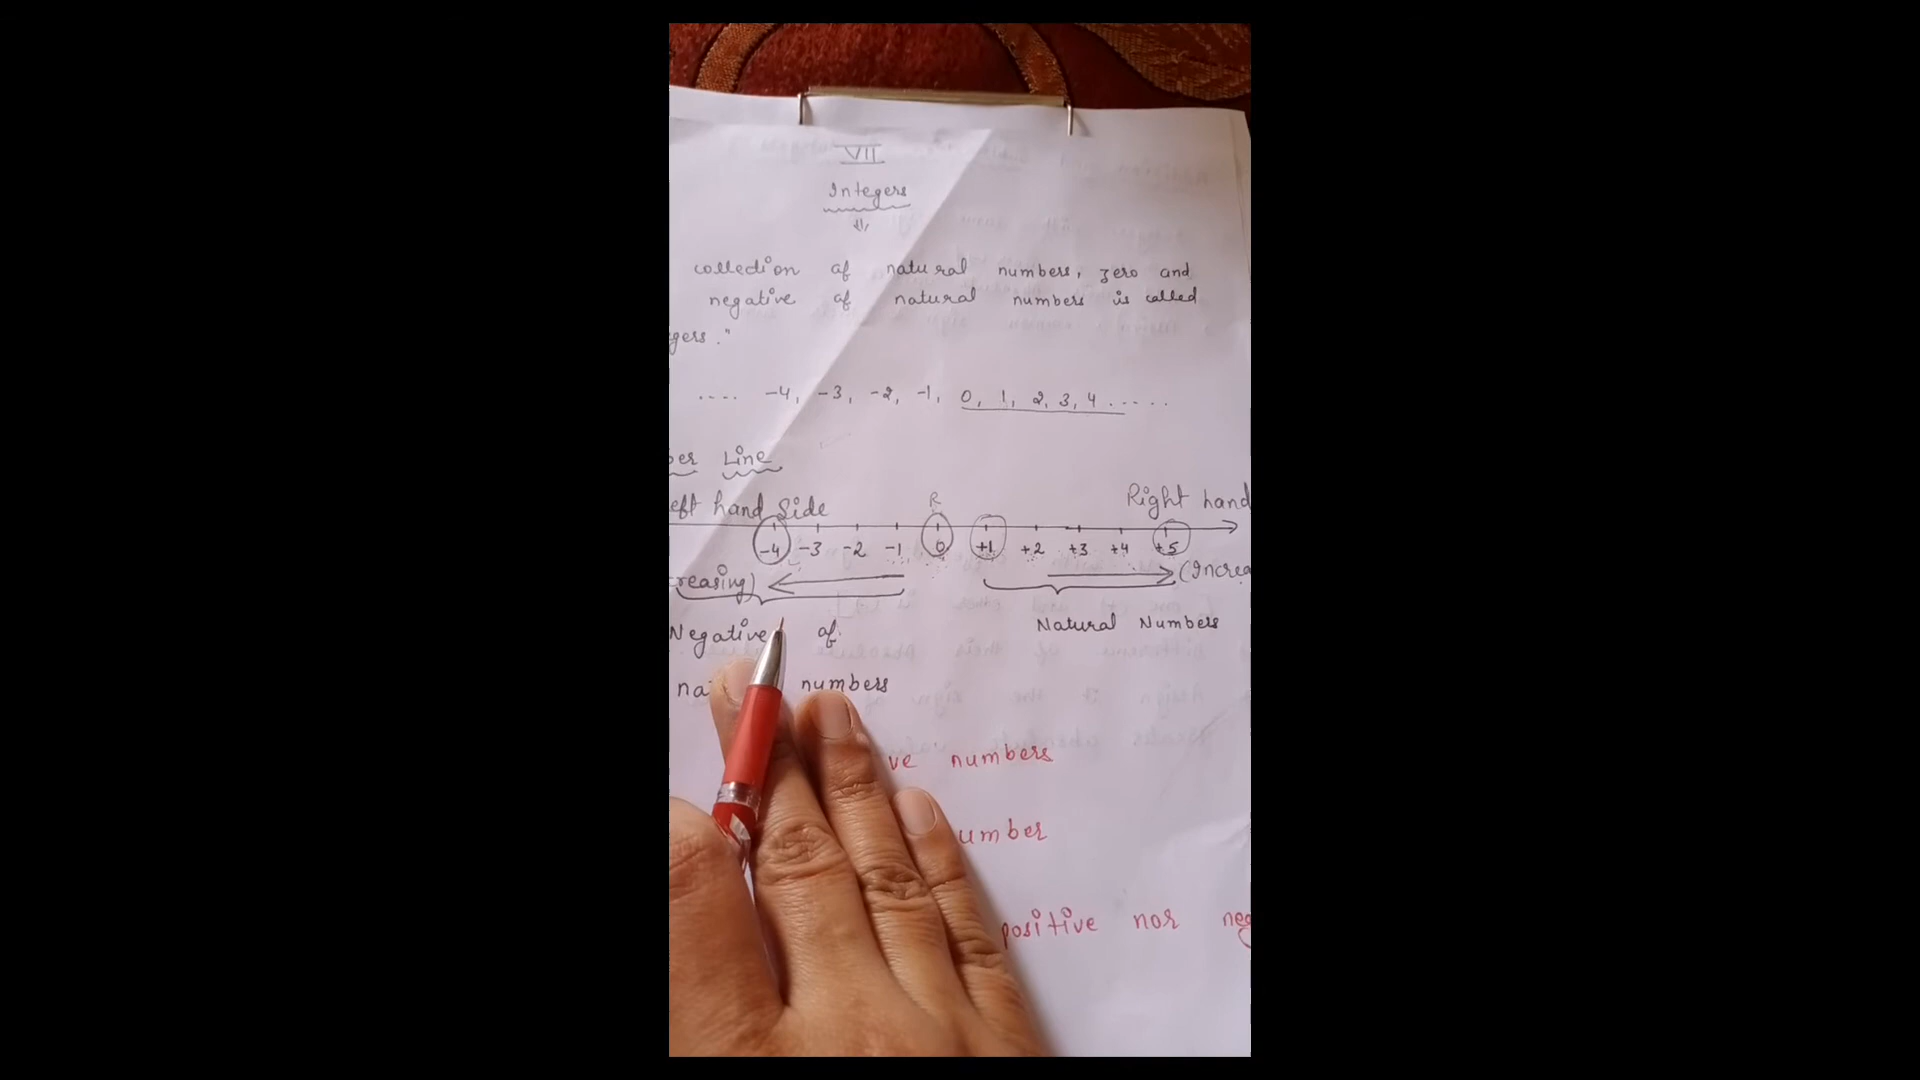 VII
Integers
collection of natural numbers, zero and
negative of natural numbers is called
gers."
.... -4, -3, -2, -1, 0, 1, 2, 3, 4 .....
ber Line
eft hand Side R Right hand
-4 -3 -2 -1 0 +1 +2 +3 +4 +5
creasing) (Increa
Negative of Natural Numbers
na numbers
ve numbers
umber
positive nor neg